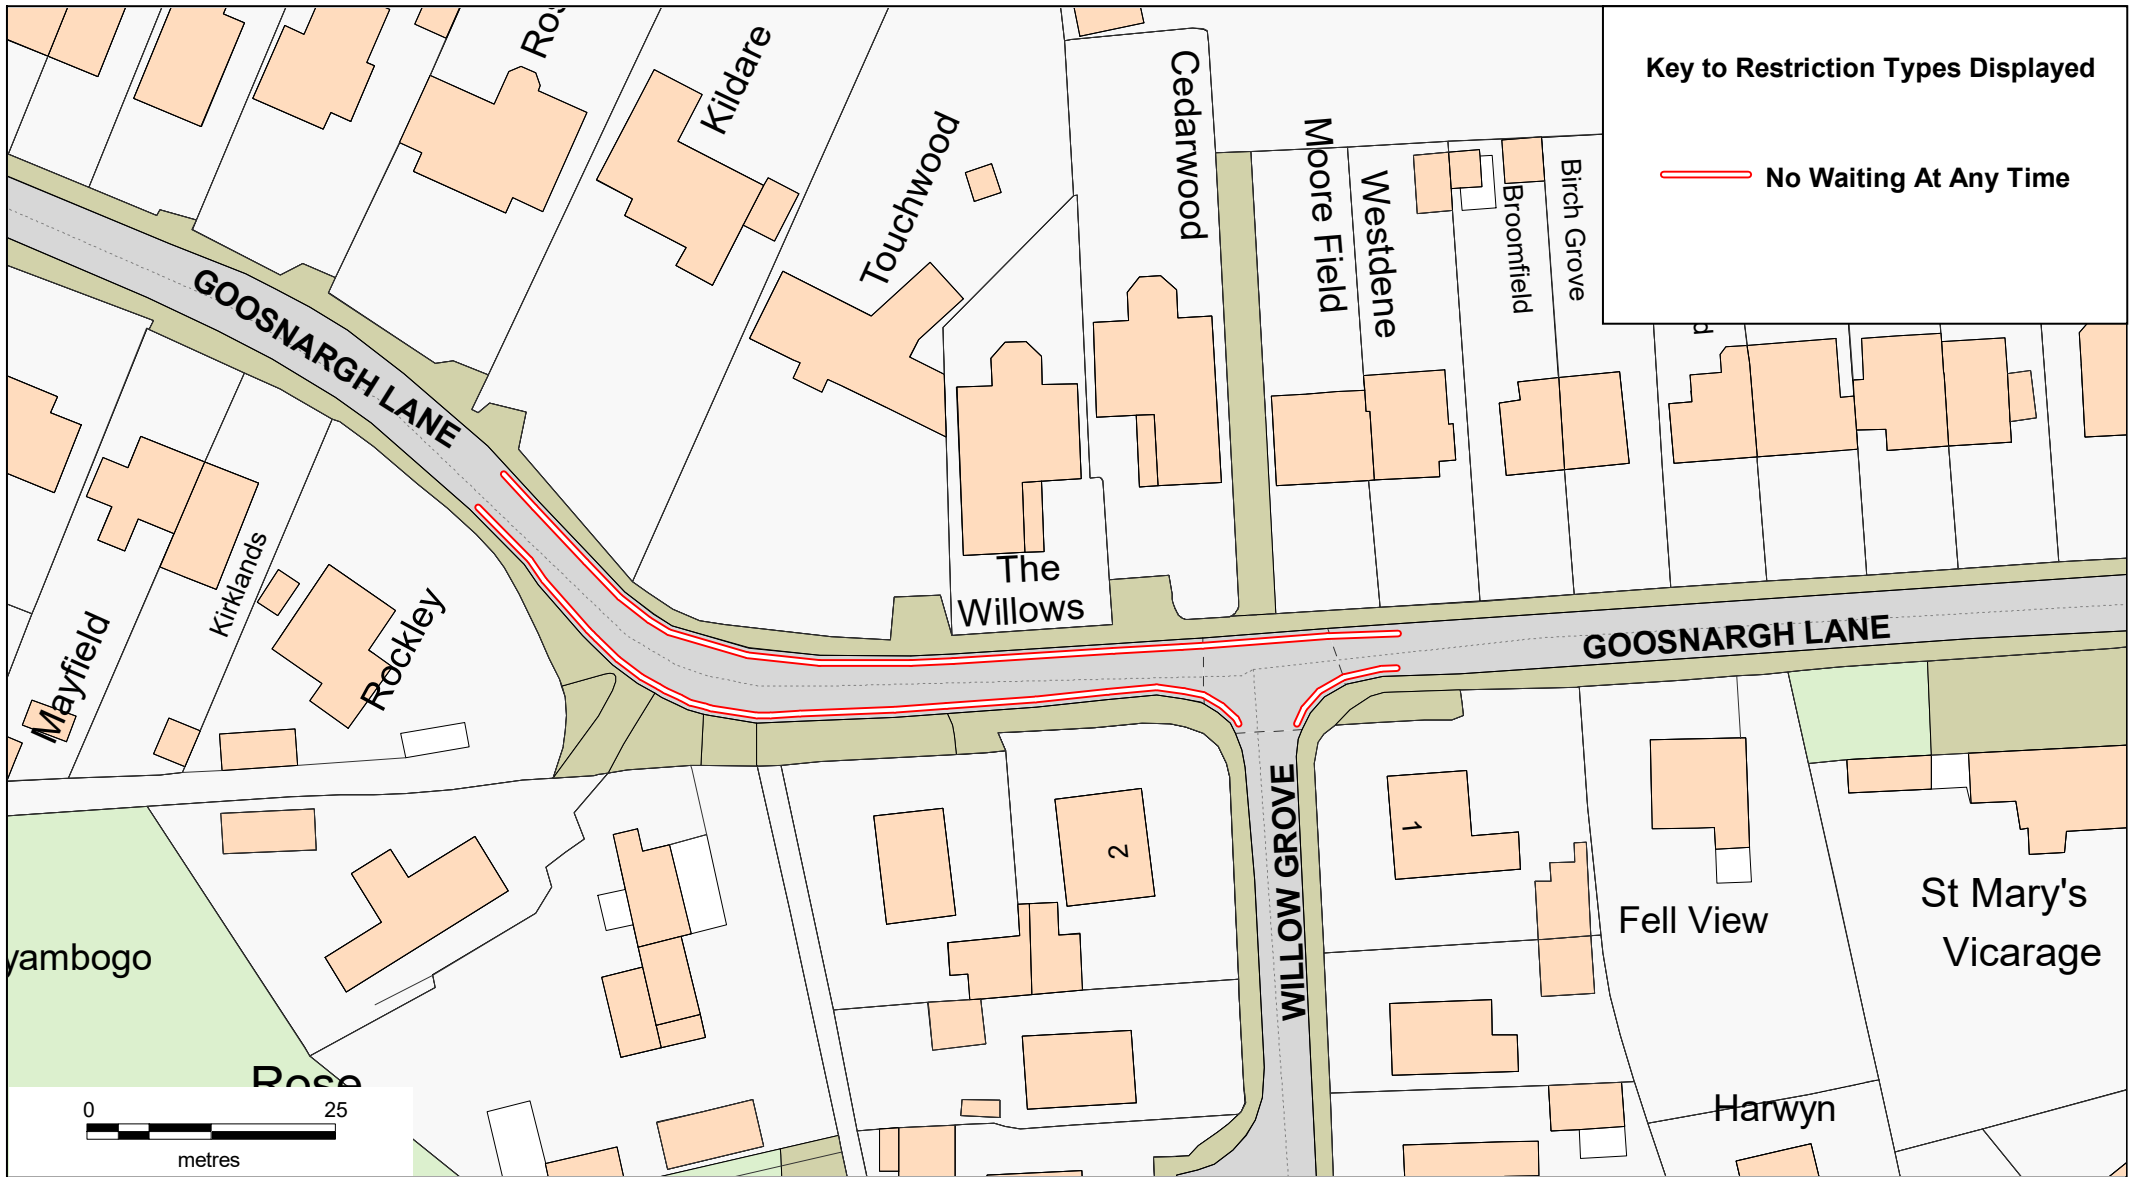 Key to Restriction Types Displayed
No Waiting At Any Time
Kildare
Touchwood
Cedarwood
Moore Field
Westdene
Broomfield
Birch Grove
GOOSNARGH LANE
The
Willows
Kirklands
Mayfield
Rockley
GOOSNARGH LANE
WILLOW GROVE
2
1
Fell View
St Mary's
Vicarage
yambogo
Rose
Harwyn
0 25
metres